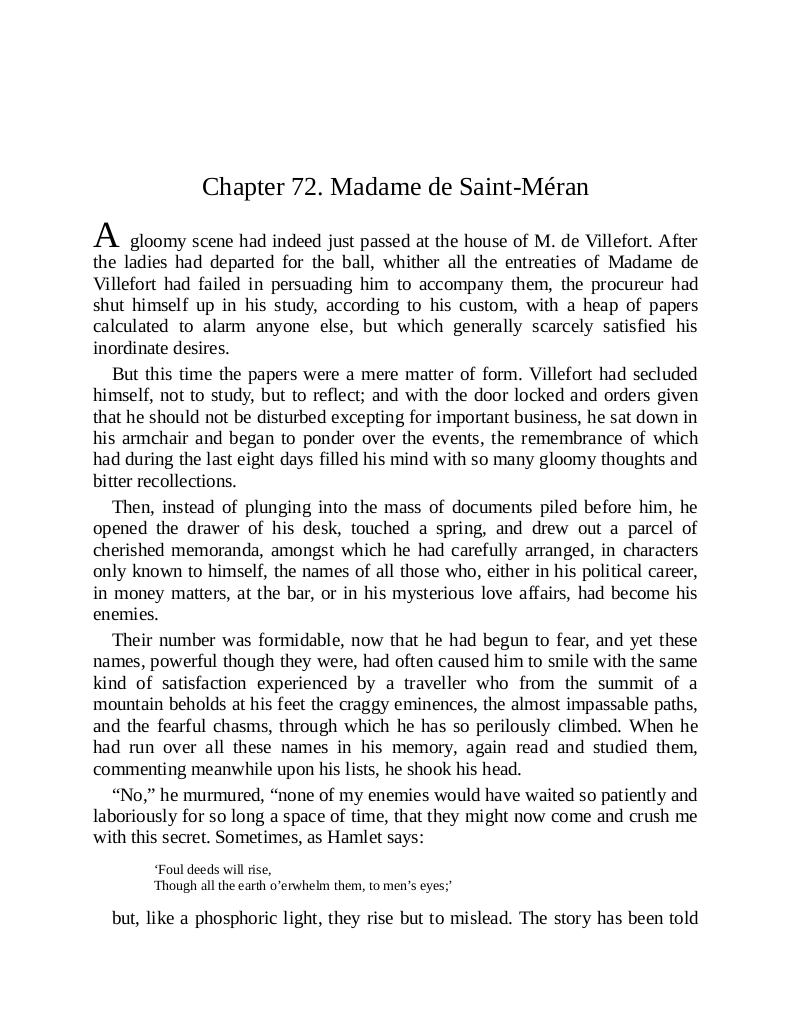 Chapter 72. Madame de Saint-Méran
A gloomy scene had indeed just passed at the house of M. de Villefort. After
the ladies had departed for the ball, whither all the entreaties of Madame de
Villefort had failed in persuading him to accompany them, the procureur had
shut himself up in his study, according to his custom, with a heap of papers
calculated to alarm anyone else, but which generally scarcely satisfied his
inordinate desires.
But this time the papers were a mere matter of form. Villefort had secluded
himself, not to study, but to reflect; and with the door locked and orders given
that he should not be disturbed excepting for important business, he sat down in
his armchair and began to ponder over the events, the remembrance of which
had during the last eight days filled his mind with so many gloomy thoughts and
bitter recollections.
Then, instead of plunging into the mass of documents piled before him, he
opened the drawer of his desk, touched a spring, and drew out a parcel of
cherished memoranda, amongst which he had carefully arranged, in characters
only known to himself, the names of all those who, either in his political career,
in money matters, at the bar, or in his mysterious love affairs, had become his
enemies.
Their number was formidable, now that he had begun to fear, and yet these
names, powerful though they were, had often caused him to smile with the same
kind of satisfaction experienced by a traveller who from the summit of a
mountain beholds at his feet the craggy eminences, the almost impassable paths,
and the fearful chasms, through which he has so perilously climbed. When he
had run over all these names in his memory, again read and studied them,
commenting meanwhile upon his lists, he shook his head.
“No,” he murmured, “none of my enemies would have waited so patiently and
laboriously for so long a space of time, that they might now come and crush me
with this secret. Sometimes, as Hamlet says:
‘Foul deeds will rise,
Though all the earth o’erwhelm them, to men’s eyes;’
but, like a phosphoric light, they rise but to mislead. The story has been told